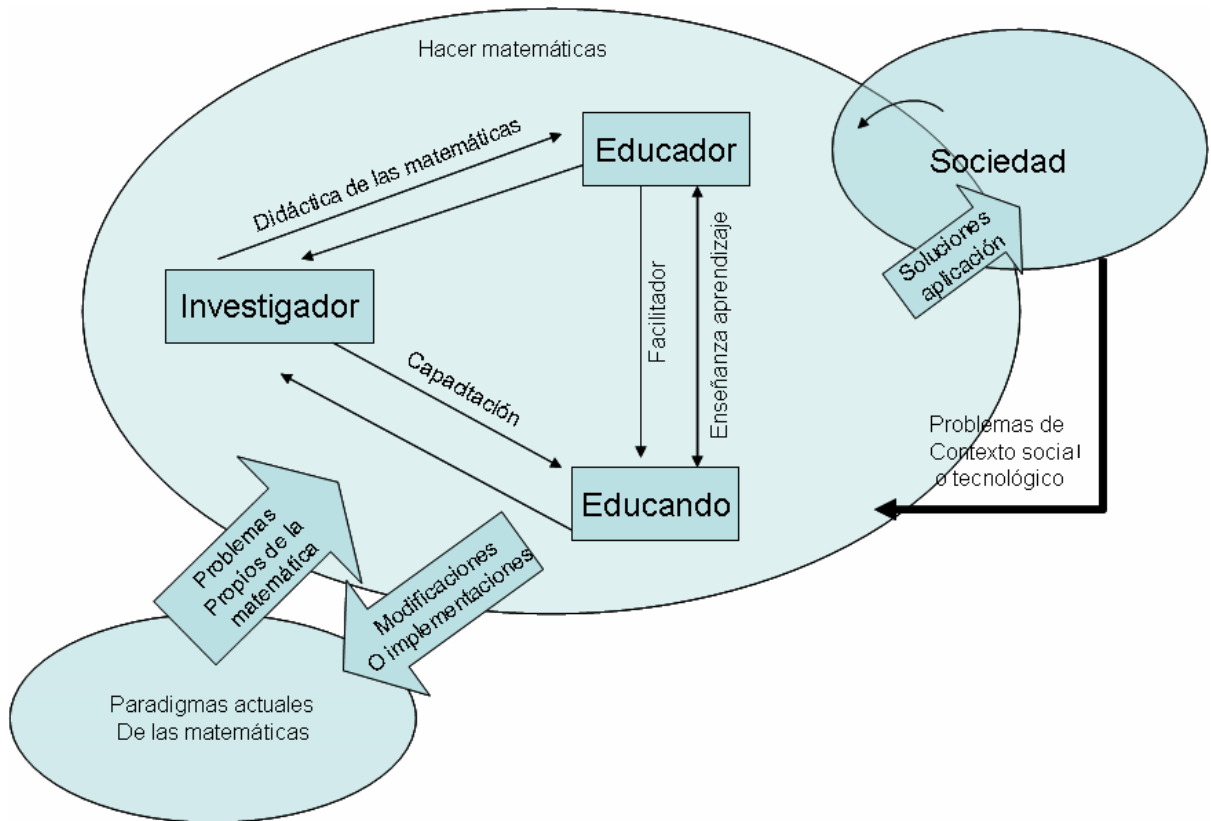 Hacer matemáticas
Educador
Sociedad
Didáctica de las matemáticas
Investigador
Facilitador
Enseñanza aprendizaje
Soluciones
aplicación
Capacitación
Educando
Problemas de
Contexto social
o tecnológico
Problemas
Propios de la
matemática
Modificaciones
O implementaciones
Paradigmas actuales
De las matemáticas